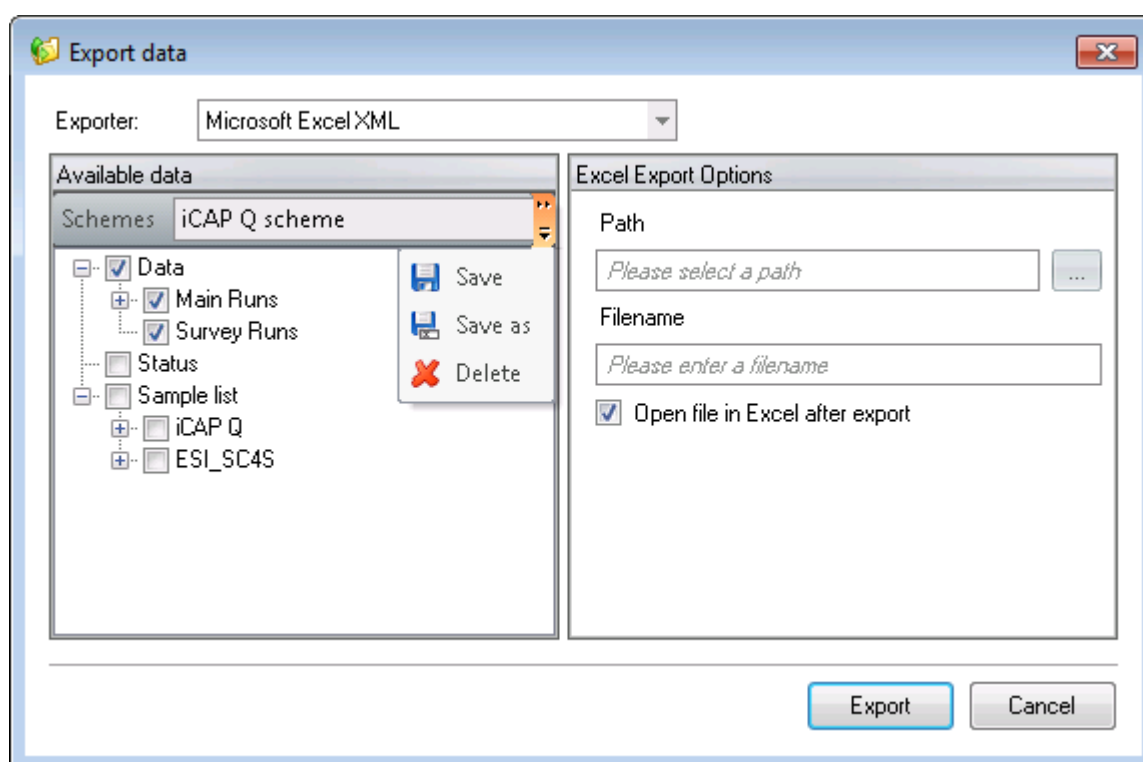 Export data
Exporter: Microsoft Excel XML
Available data
Schemes iCAP Q scheme
Data
Main Runs
Survey Runs
Status
Sample list
iCAP Q
ESI_SC4S
Save
Save as
Delete
Excel Export Options
Path
Please select a path
...
Filename
Please enter a filename
Open file in Excel after export
Export Cancel